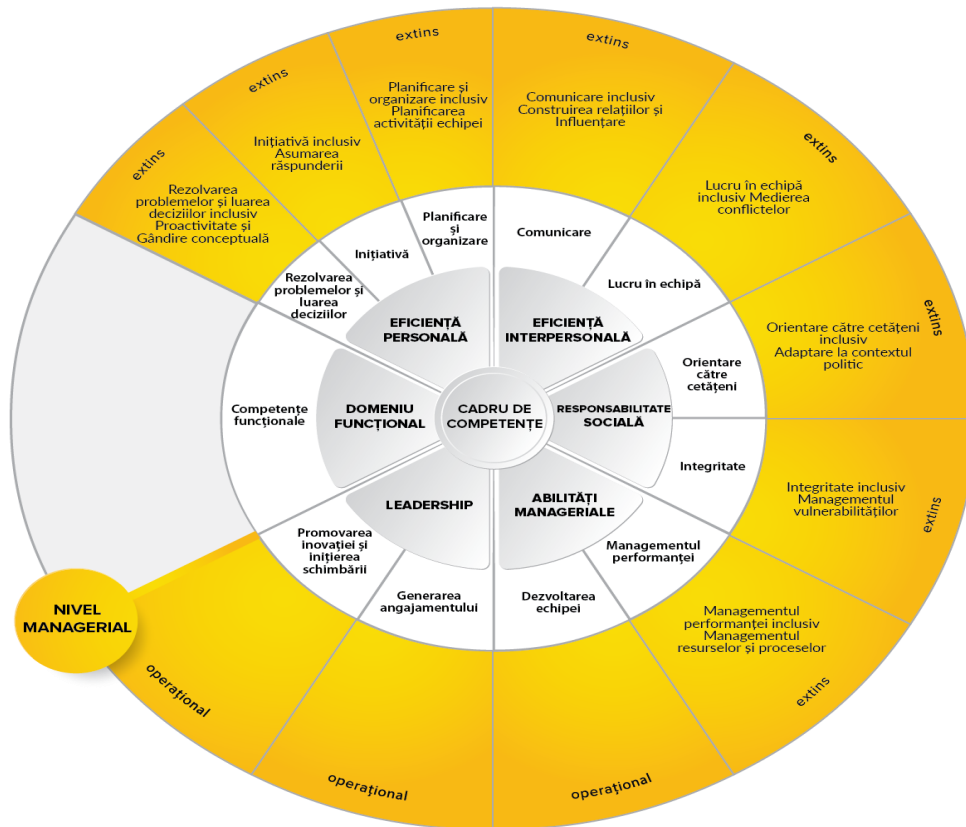 extins
Planificare și
organizare inclusiv
Planificarea
activității echipei
extins
Comunicare inclusiv
Construirea relațiilor și
Influențare
extins
Inițiativă inclusiv
Asumarea
răspunderii
extins
Rezolvarea
problemelor și luarea
deciziilor inclusiv
Proactivitate și
Gândire conceptuală
extins
Lucru în echipă
inclusiv Medierea
conflictelor
extins
Orientare către cetățeni
inclusiv
Adaptare la contextul
politic
extins
Integritate inclusiv
Managementul
vulnerabilităților
extins
Managementul
performanței inclusiv
Managementul
resurselor și proceselor
operațional
operațional
operațional
NIVEL
MANAGERIAL
Planificare
și
organizare
Inițiativă
Rezolvarea
problemelor și
luarea
deciziilor
Comunicare
Lucru în echipă
Orientare
către
cetățeni
Integritate
Managementul
performanței
Dezvoltarea
echipei
Generarea
angajamentului
Promovarea
inovației și
inițierea
schimbării
Competențe
funcționale
EFICIENȚĂ
PERSONALĂ
EFICIENȚĂ
INTERPERSONALĂ
RESPONSABILITATE
SOCIALĂ
ABILITĂȚI
MANAGERIALE
LEADERSHIP
DOMENIU
FUNCȚIONAL
CADRU DE
COMPETENȚE